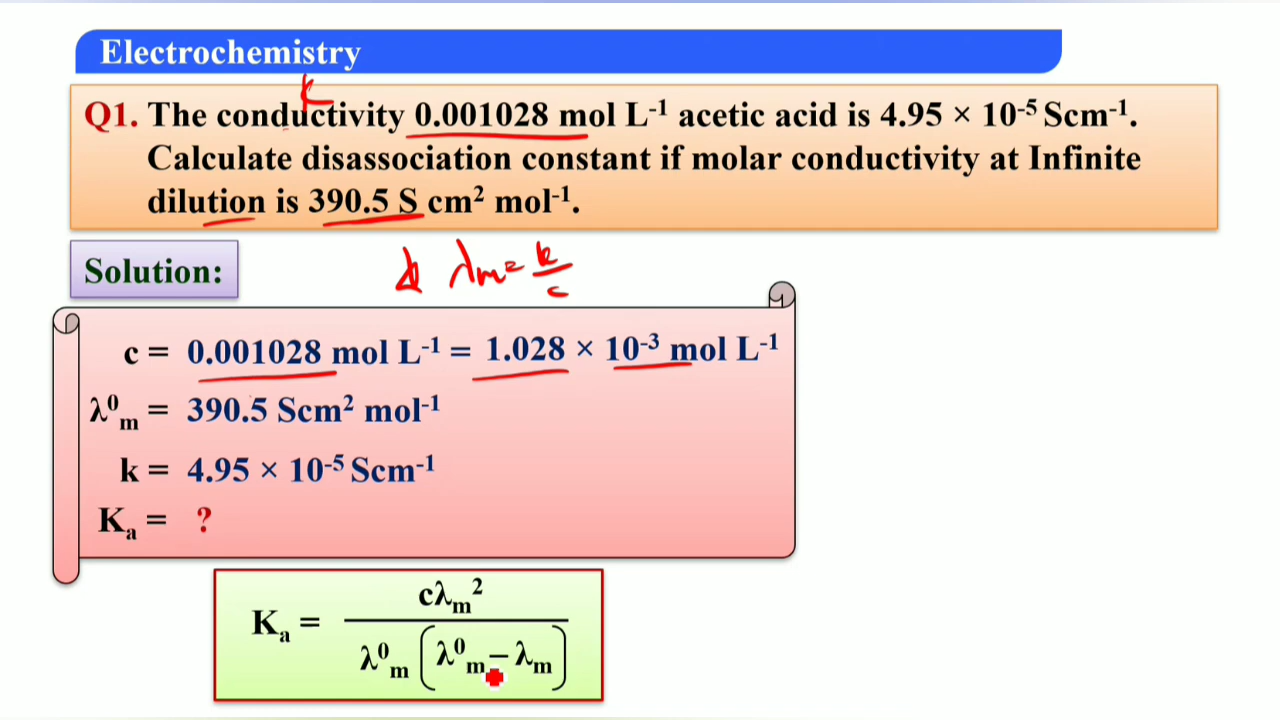 Electrochemistry
k
Q1. The conductivity 0.001028 mol L⁻¹ acetic acid is 4.95 × 10⁻⁵ Scm⁻¹.
Calculate disassociation constant if molar conductivity at Infinite
dilution is 390.5 S cm² mol⁻¹.
Solution:
λm = k/c
c = 0.001028 mol L⁻¹ = 1.028 × 10⁻³ mol L⁻¹
λ⁰m = 390.5 Scm² mol⁻¹
k = 4.95 × 10⁻⁵ Scm⁻¹
Kₐ = ?
Kₐ = cλm² / λ⁰m (λ⁰m − λm)